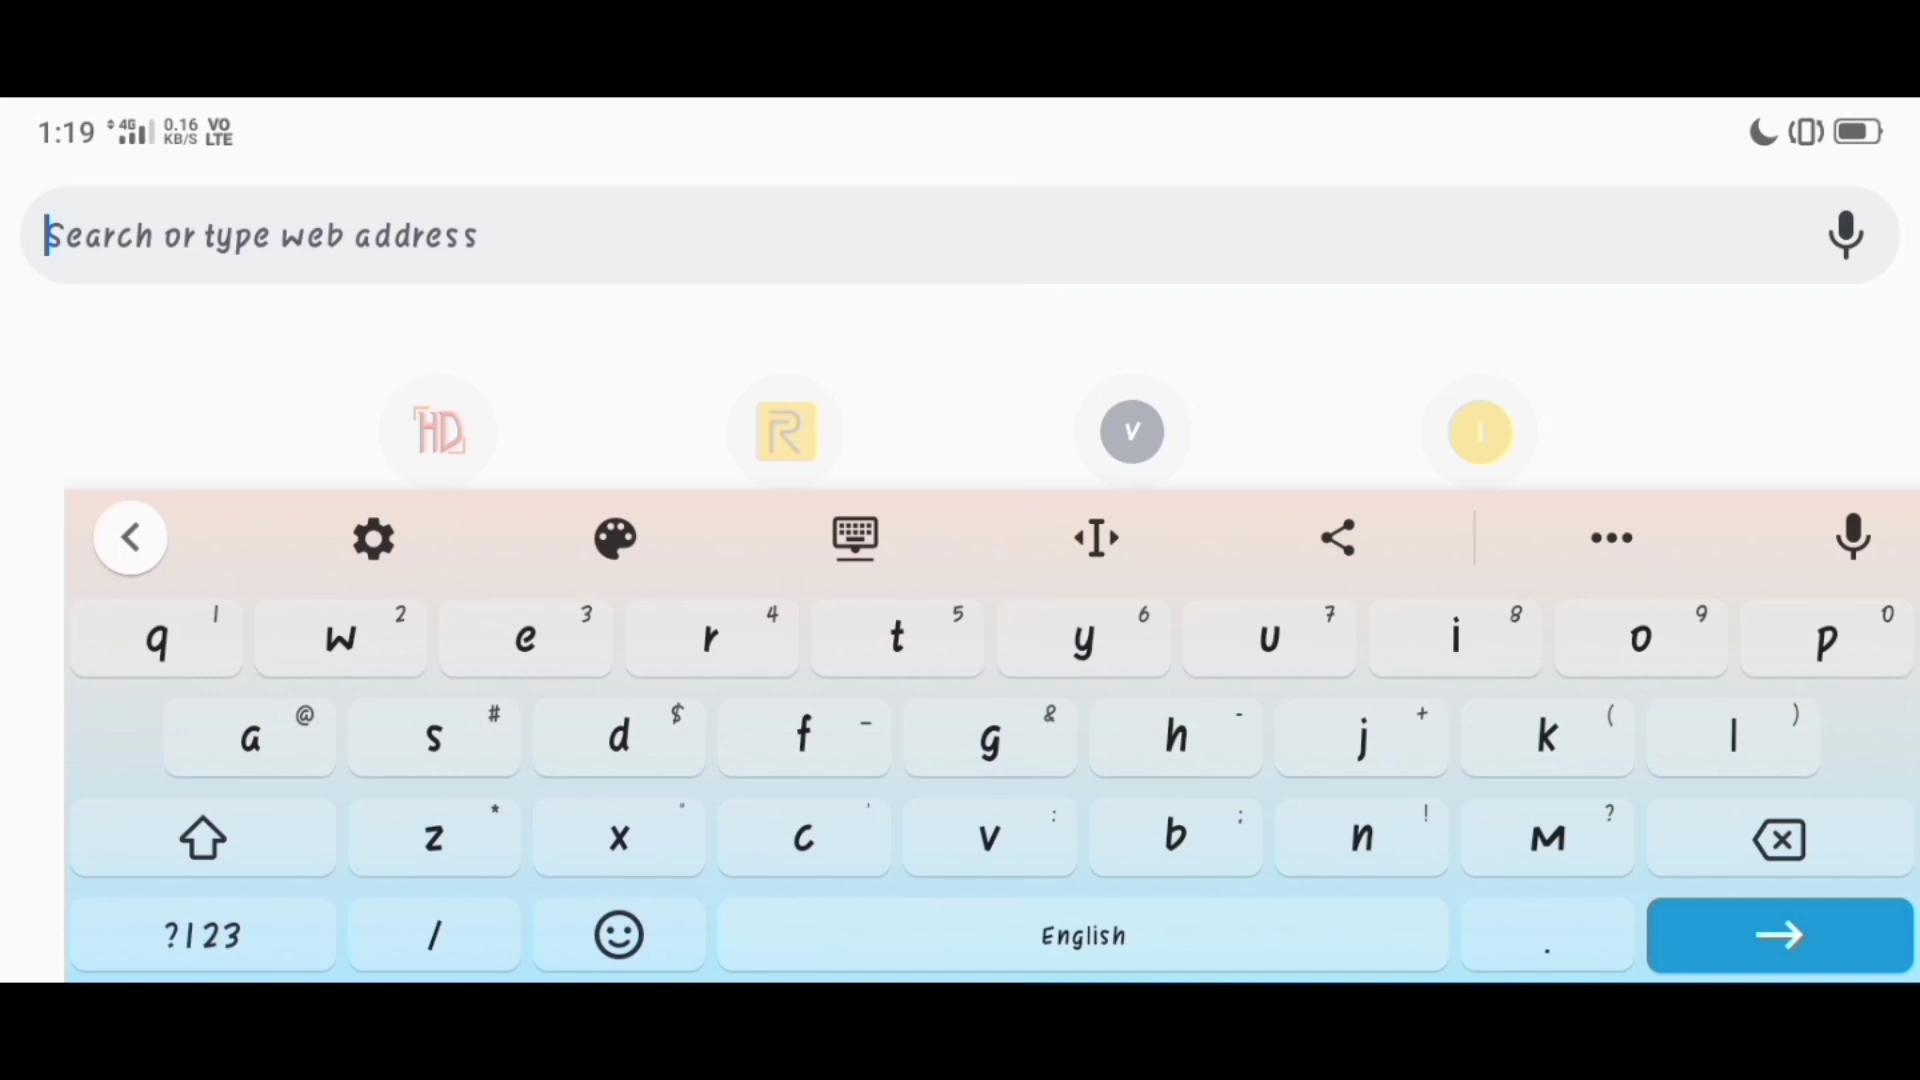 1:19 4G 0.16 KB/S VO LTE
Search or type web address
HD R V I
q 1 w 2 e 3 r 4 t 5 y 6 u 7 i 8 o 9 p 0
a @ s # d $ f _ g & h - j + k ( l )
z * x " c ' v : b ; n ! m ?
?123 / English .